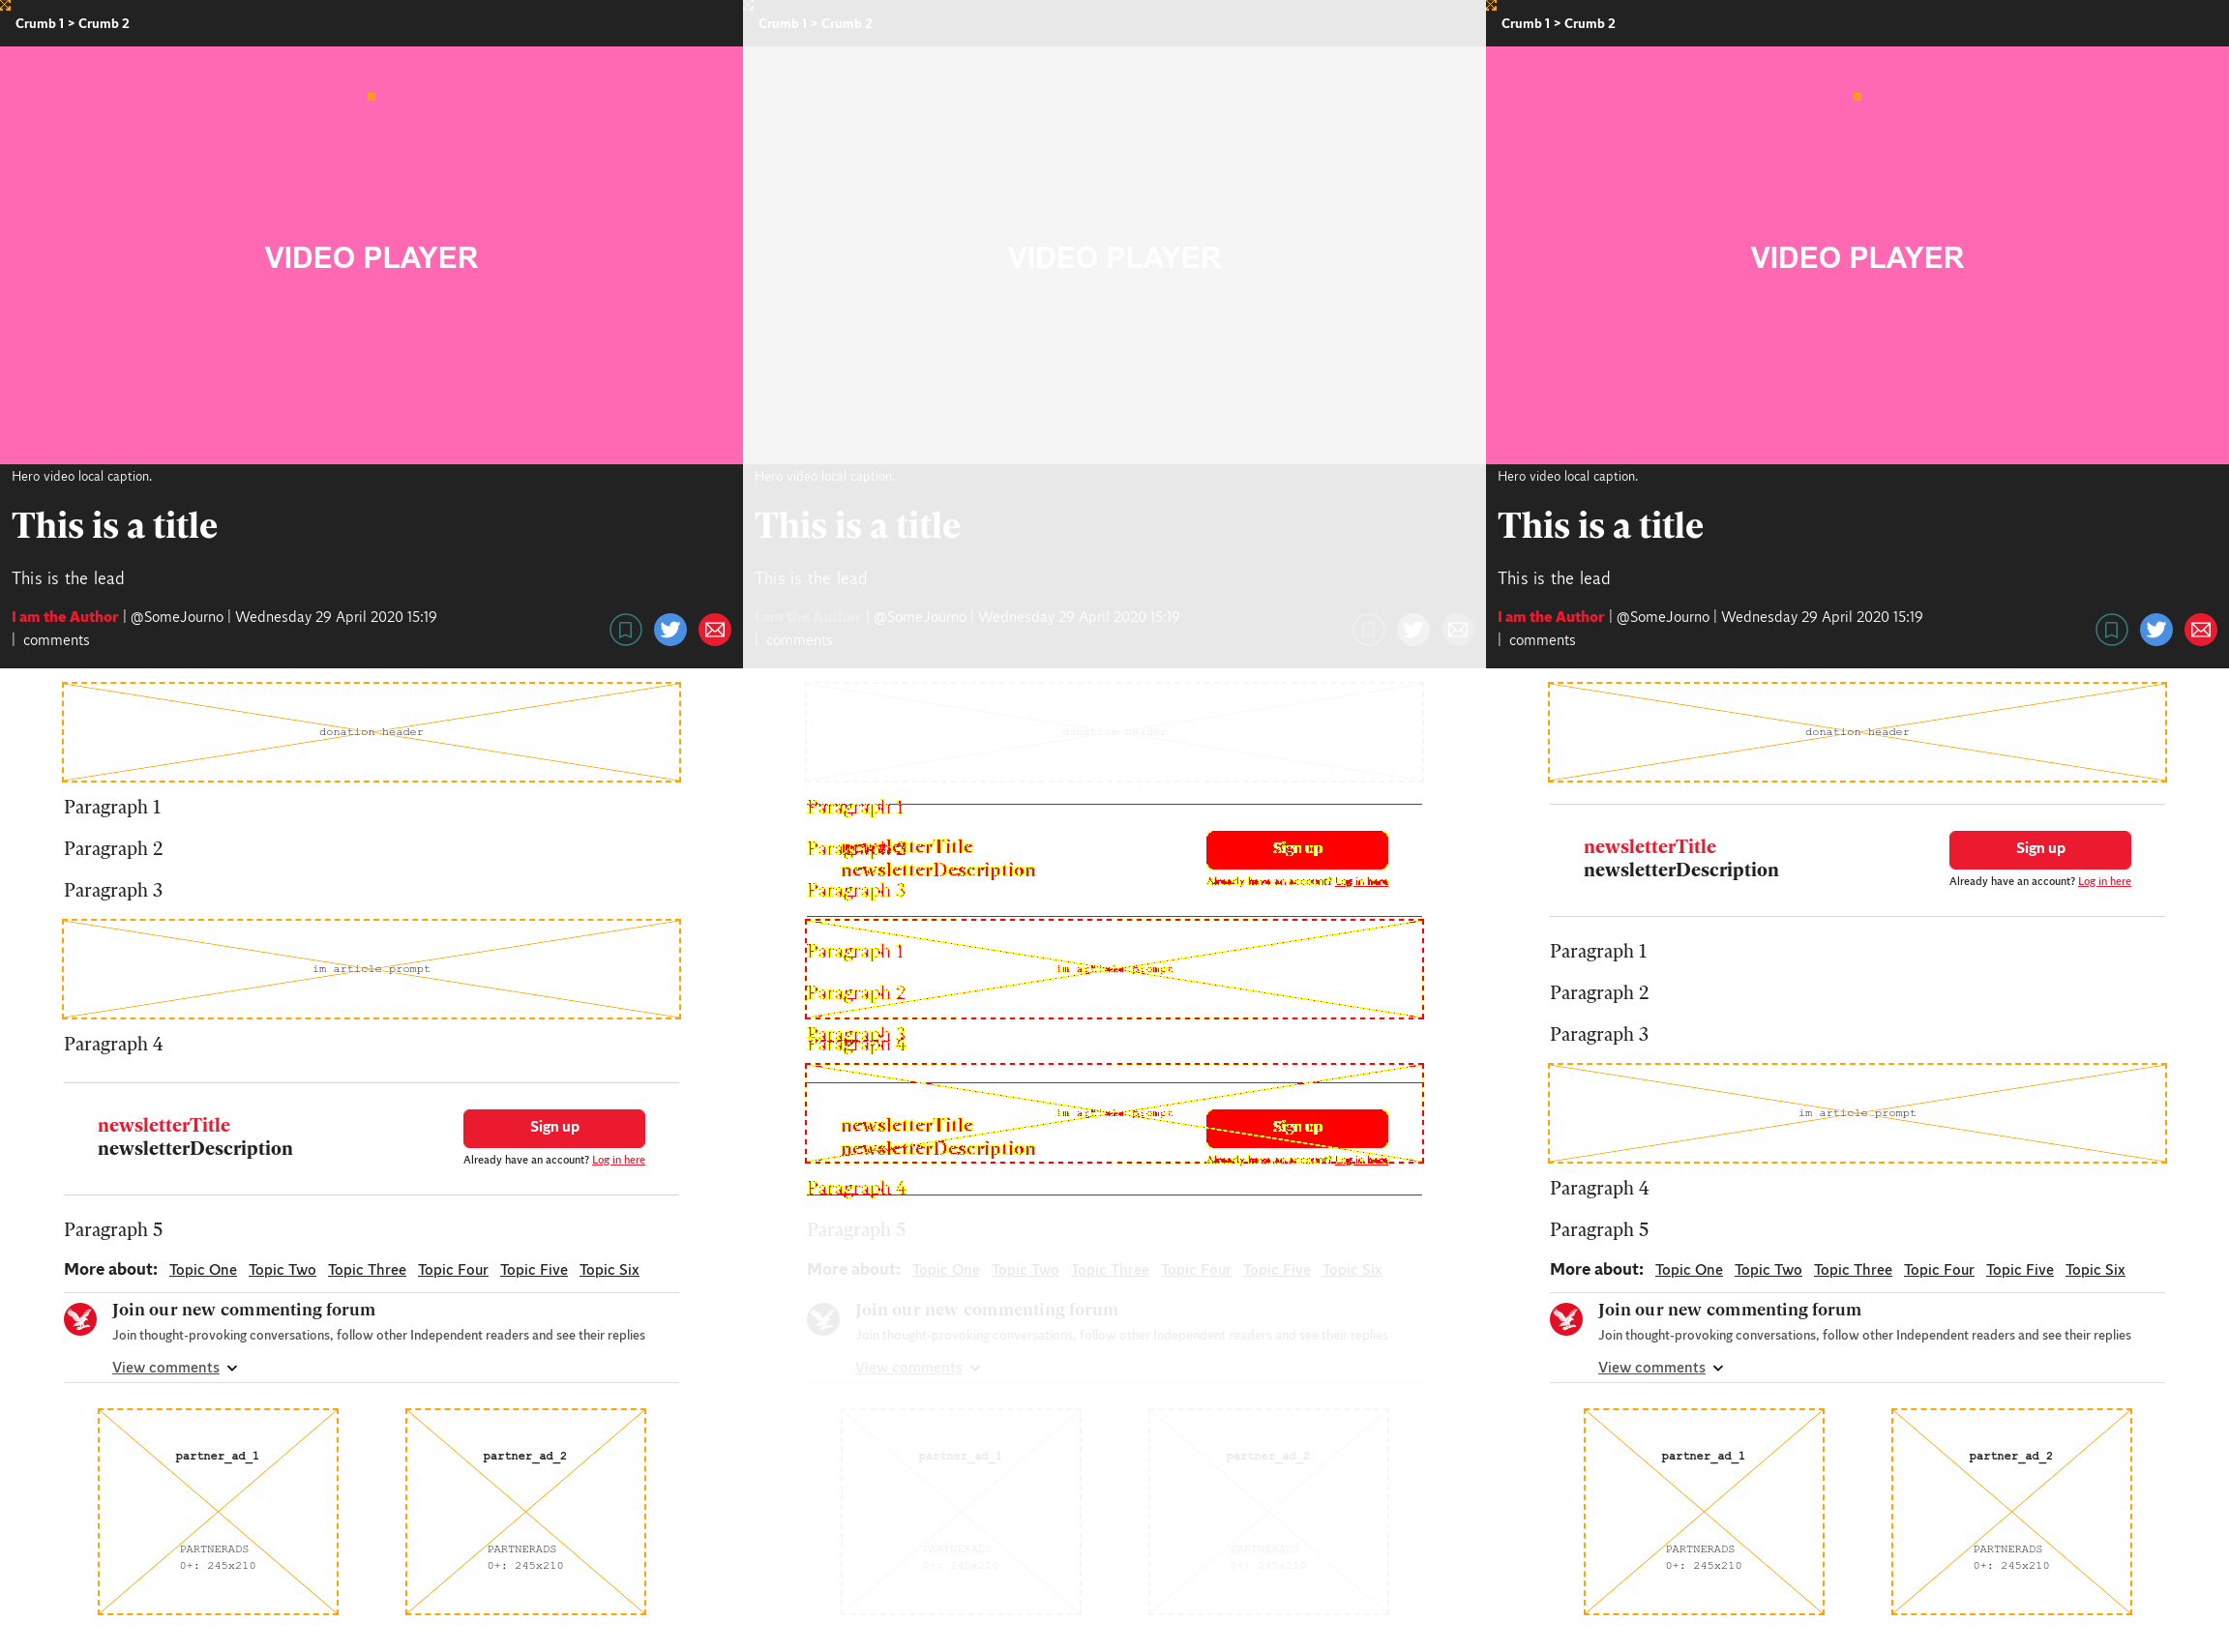 Crumb 1 > Crumb 2
VIDEO PLAYER
Hero video local caption.
This is a title
This is the lead
I am the Author | @SomeJourno | Wednesday 29 April 2020 15:19
| comments
donation header
Paragraph 1
Paragraph 2
Paragraph 3
im article prompt
Paragraph 4
newsletterTitle
newsletterDescription
Sign up
Already have an account? Log in here
Paragraph 5
More about: Topic One Topic Two Topic Three Topic Four Topic Five Topic Six
Join our new commenting forum
Join thought-provoking conversations, follow other Independent readers and see their replies
View comments
partner_ad_1
PARTNERADS
0+: 245x210
partner_ad_2
PARTNERADS
0+: 245x210
Crumb 1 > Crumb 2
VIDEO PLAYER
Hero video local caption.
This is a title
This is the lead
I am the Author | @SomeJourno | Wednesday 29 April 2020 15:19
| comments
donation header
Paragraph 1
newsletterTitle
Paragraph 2
newsletterDescription
Sign up
Already have an account? Log in here
Paragraph 3
Paragraph 1
im article prompt
Paragraph 2
Paragraph 3
Paragraph 4
im article prompt
newsletterTitle
newsletterDescription
Sign up
Already have an account? Log in here
Paragraph 4
Paragraph 5
More about: Topic One Topic Two Topic Three Topic Four Topic Five Topic Six
Join our new commenting forum
Join thought-provoking conversations, follow other Independent readers and see their replies
View comments
partner_ad_1
PARTNERADS
0+: 245x210
partner_ad_2
PARTNERADS
0+: 245x210
Crumb 1 > Crumb 2
VIDEO PLAYER
Hero video local caption.
This is a title
This is the lead
I am the Author | @SomeJourno | Wednesday 29 April 2020 15:19
| comments
donation header
newsletterTitle
newsletterDescription
Sign up
Already have an account? Log in here
Paragraph 1
Paragraph 2
Paragraph 3
im article prompt
Paragraph 4
Paragraph 5
More about: Topic One Topic Two Topic Three Topic Four Topic Five Topic Six
Join our new commenting forum
Join thought-provoking conversations, follow other Independent readers and see their replies
View comments
partner_ad_1
PARTNERADS
0+: 245x210
partner_ad_2
PARTNERADS
0+: 245x210